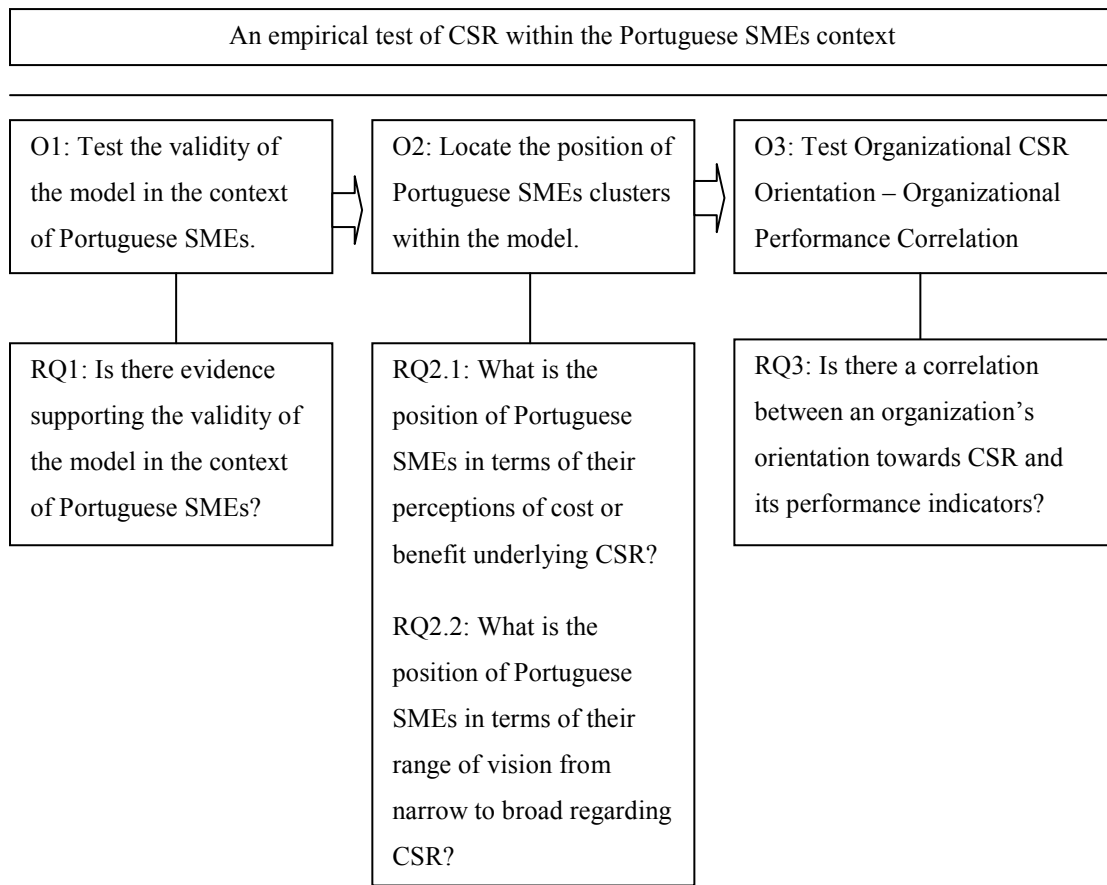 An empirical test of CSR within the Portuguese SMEs context
O1: Test the validity of
the model in the context
of Portuguese SMEs.
O2: Locate the position of
Portuguese SMEs clusters
within the model.
O3: Test Organizational CSR
Orientation – Organizational
Performance Correlation
RQ1: Is there evidence
supporting the validity of
the model in the context
of Portuguese SMEs?
RQ2.1: What is the
position of Portuguese
SMEs in terms of their
perceptions of cost or
benefit underlying CSR?
RQ2.2: What is the
position of Portuguese
SMEs in terms of their
range of vision from
narrow to broad regarding
CSR?
RQ3: Is there a correlation
between an organization’s
orientation towards CSR and
its performance indicators?